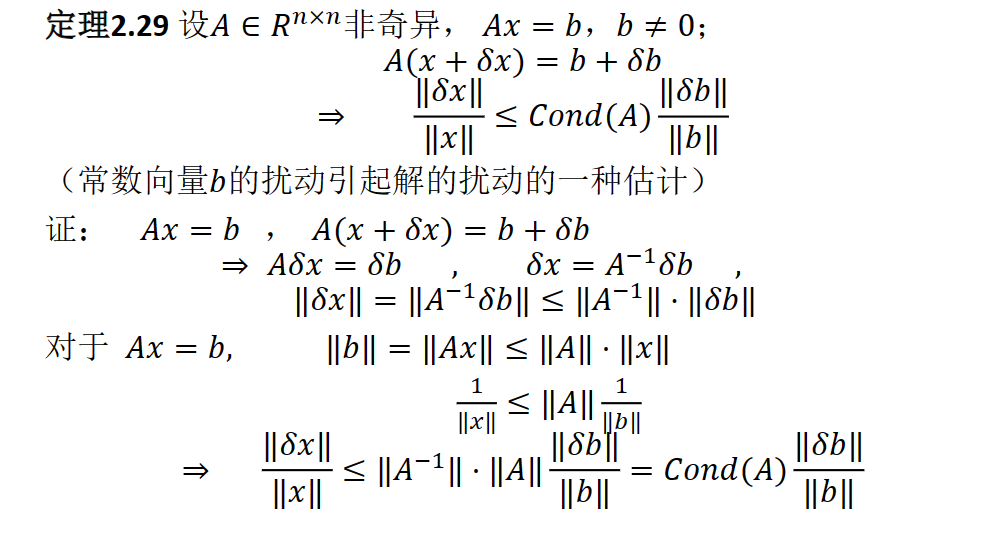 定理2.29 设A ∈ R^{n×n}非奇异， Ax = b，b ≠ 0；
A(x + δx) = b + δb
⇒ ‖δx‖/‖x‖ ≤ Cond(A) ‖δb‖/‖b‖
（常数向量b的扰动引起解的扰动的一种估计）
证： Ax = b ， A(x + δx) = b + δb
⇒ Aδx = δb , δx = A^{−1}δb ,
‖δx‖ = ‖A^{−1}δb‖ ≤ ‖A^{−1}‖ · ‖δb‖
对于 Ax = b, ‖b‖ = ‖Ax‖ ≤ ‖A‖ · ‖x‖
1/‖x‖ ≤ ‖A‖ 1/‖b‖
⇒ ‖δx‖/‖x‖ ≤ ‖A^{−1}‖ · ‖A‖ ‖δb‖/‖b‖ = Cond(A) ‖δb‖/‖b‖